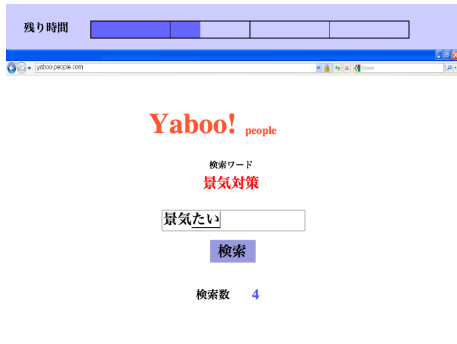 残り時間
yaboo.people.com
Yaboo! people
検索ワード
景気対策
景気たい
検索
検索数 4